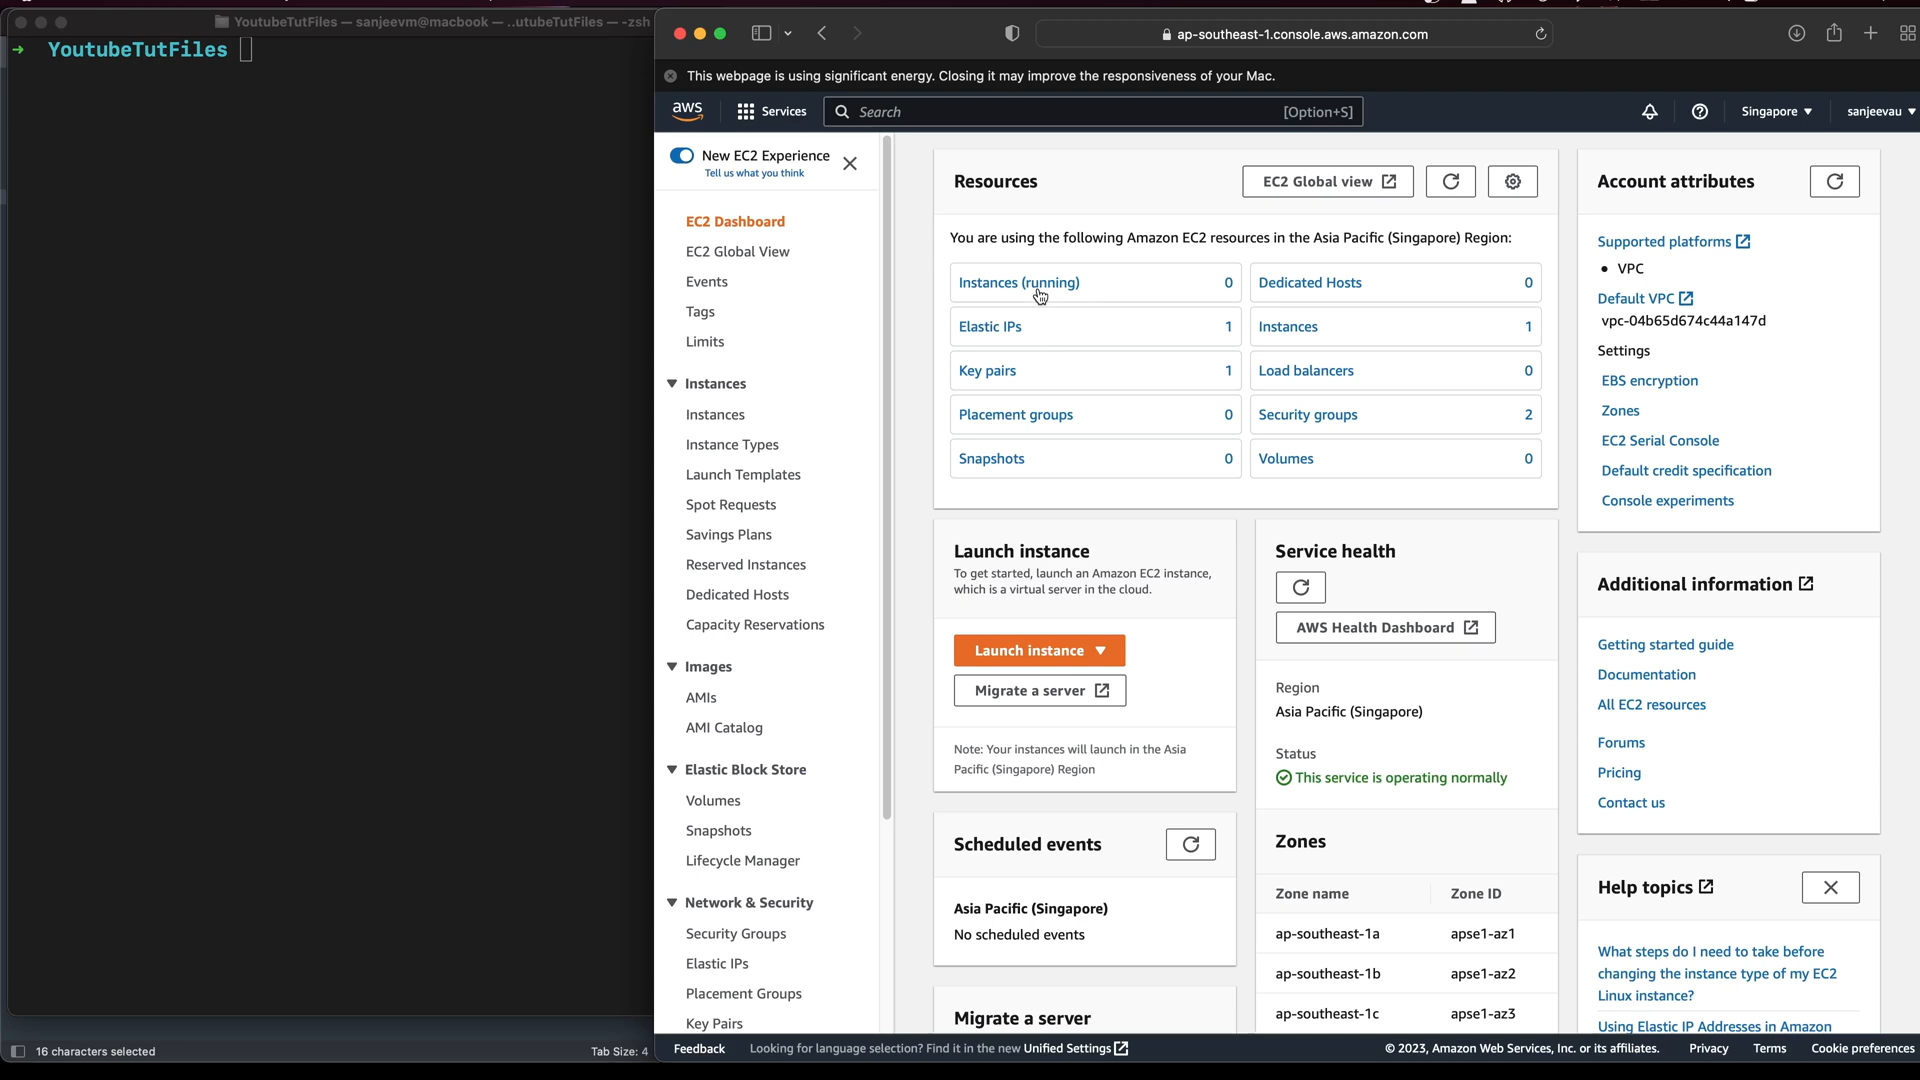 YoutubeTutFiles — sanjeevm@macbook — ..utubeTutFiles — -zsh
YoutubeTutFiles
16 characters selected
Tab Size: 4
ap-southeast-1.console.aws.amazon.com
This webpage is using significant energy. Closing it may improve the responsiveness of your Mac.
aws
Services
Search
[Option+S]
Singapore
sanjeevau
New EC2 Experience
Tell us what you think
EC2 Dashboard
EC2 Global View
Events
Tags
Limits
Instances
Instances
Instance Types
Launch Templates
Spot Requests
Savings Plans
Reserved Instances
Dedicated Hosts
Capacity Reservations
Images
AMIs
AMI Catalog
Elastic Block Store
Volumes
Snapshots
Lifecycle Manager
Network & Security
Security Groups
Elastic IPs
Placement Groups
Key Pairs
Resources
EC2 Global view
You are using the following Amazon EC2 resources in the Asia Pacific (Singapore) Region:
Instances (running) 0
Dedicated Hosts 0
Elastic IPs 1
Instances 1
Key pairs 1
Load balancers 0
Placement groups 0
Security groups 2
Snapshots 0
Volumes 0
Launch instance
To get started, launch an Amazon EC2 instance,
which is a virtual server in the cloud.
Launch instance
Migrate a server
Note: Your instances will launch in the Asia
Pacific (Singapore) Region
Scheduled events
Asia Pacific (Singapore)
No scheduled events
Migrate a server
Service health
AWS Health Dashboard
Region
Asia Pacific (Singapore)
Status
This service is operating normally
Zones
Zone name Zone ID
ap-southeast-1a apse1-az1
ap-southeast-1b apse1-az2
ap-southeast-1c apse1-az3
Account attributes
Supported platforms
• VPC
Default VPC
vpc-04b65d674c44a147d
Settings
EBS encryption
Zones
EC2 Serial Console
Default credit specification
Console experiments
Additional information
Getting started guide
Documentation
All EC2 resources
Forums
Pricing
Contact us
Help topics
What steps do I need to take before
changing the instance type of my EC2
Linux instance?
Using Elastic IP Addresses in Amazon
Feedback
Looking for language selection? Find it in the new Unified Settings
© 2023, Amazon Web Services, Inc. or its affiliates.
Privacy
Terms
Cookie preferences